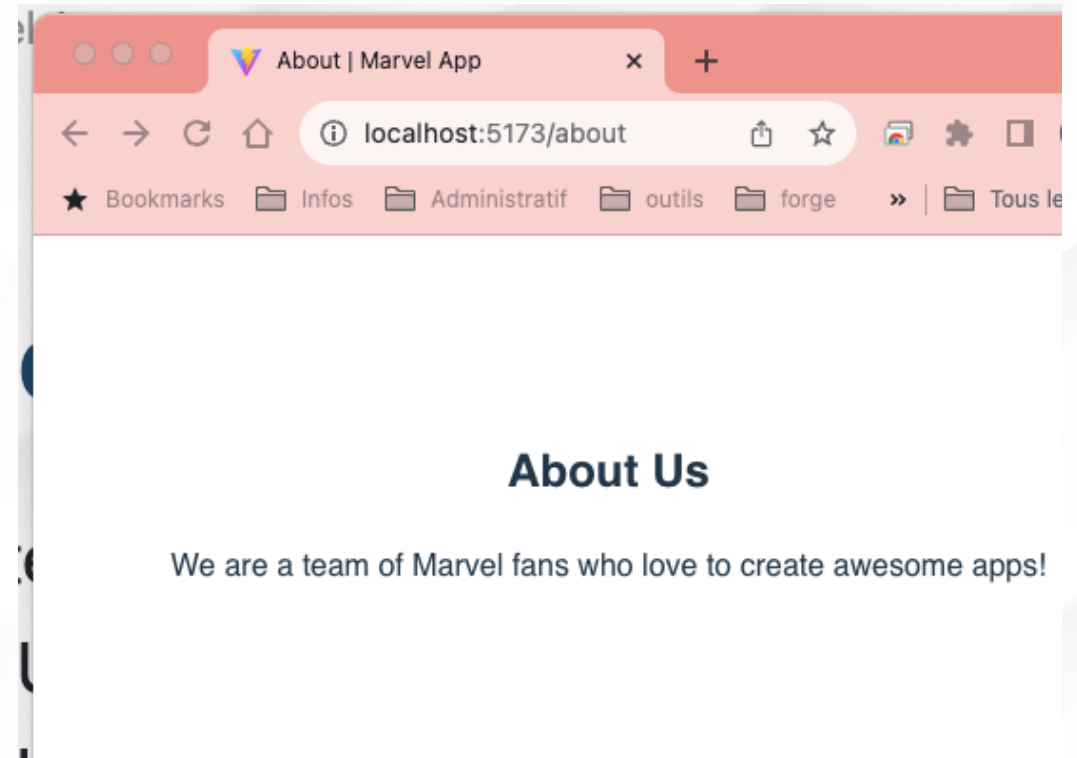 About | Marvel App
localhost:5173/about
Bookmarks Infos Administratif outils forge » Tous le
About Us
We are a team of Marvel fans who love to create awesome apps!